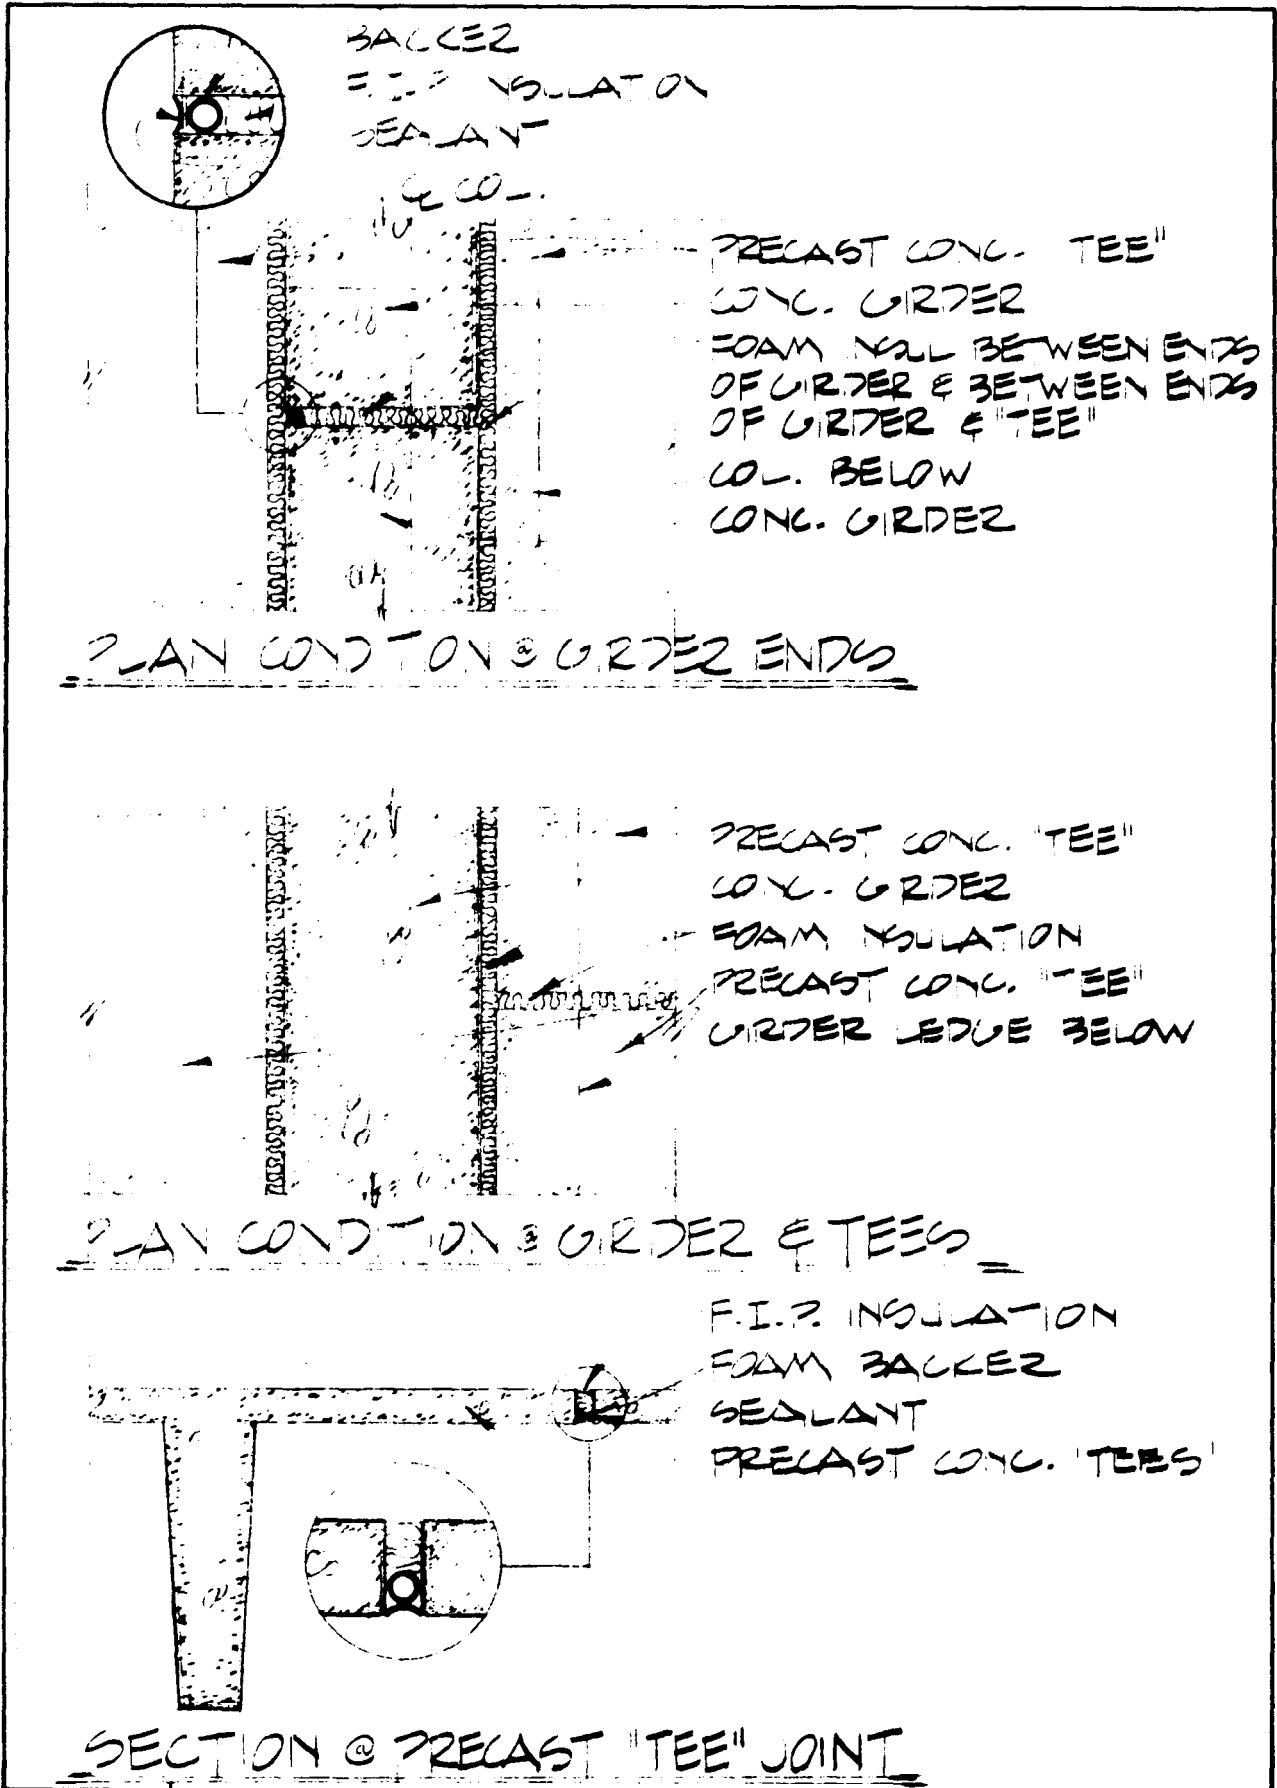 BACKER
F.I.P. INSULATION
SEALANT
℄ COL.
PRECAST CONC. TEE"
CONC. GIRDER
FOAM INSUL BETWEEN ENDS
OF GIRDER & BETWEEN ENDS
OF GIRDER & "TEE"
COL. BELOW
CONC. GIRDER
PLAN CONDITION @ GIRDER ENDS
PRECAST CONC. "TEE"
CONC. GIRDER
FOAM INSULATION
PRECAST CONC. "TEE"
GIRDER LEDGE BELOW
PLAN CONDITION @ GIRDER & TEES
F.I.P. INSULATION
FOAM BACKER
SEALANT
PRECAST CONC. "TEES"
SECTION @ PRECAST "TEE" JOINT